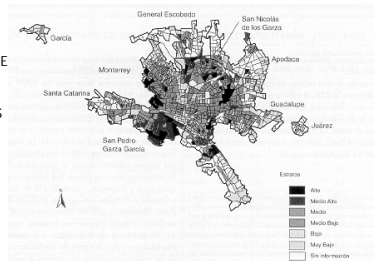 General Escobedo
San Nicolás
de los Garza
García
E
Apodaca
Monterrey
Santa Catarina
Guadalupe
S
Juárez
San Pedro
Garza García
Estratos
N
Alto
Medio Alto
Medio
Medio Bajo
Bajo
Muy Bajo
Sin información